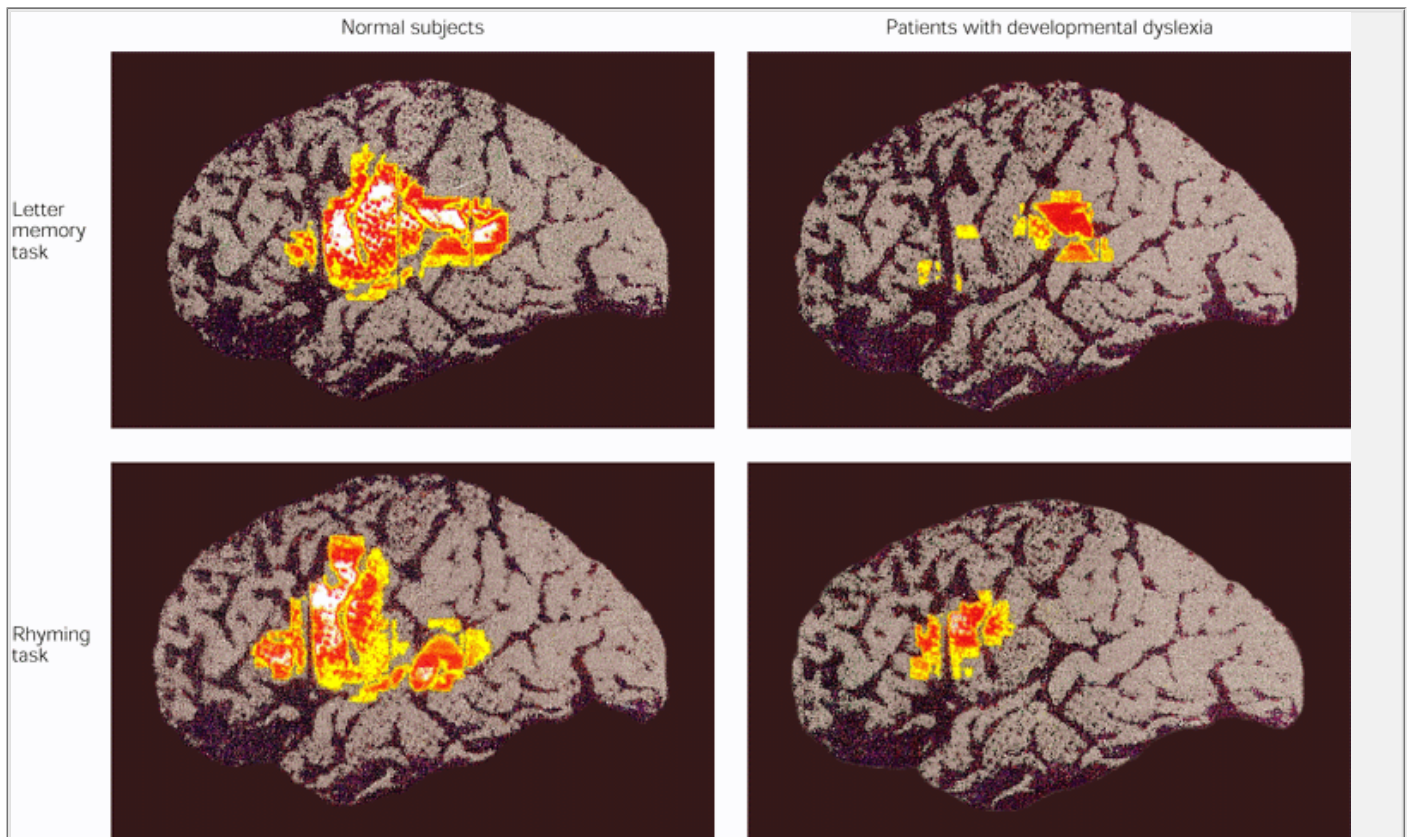 Normal subjects
Patients with developmental dyslexia
Letter
memory
task
Rhyming
task